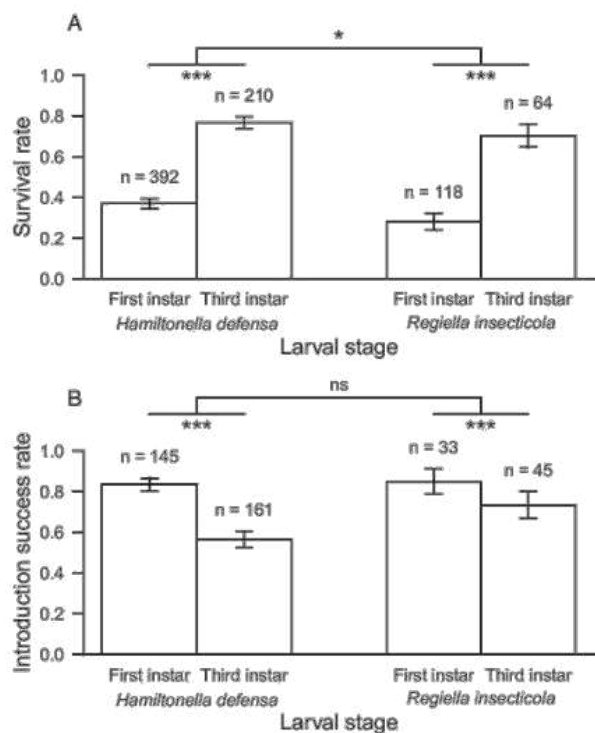 A
*
***
***
1.0
n = 210
n = 64
0.8
0.6
n = 392
n = 118
0.4
0.2
0.0
Survival rate
First instar Third instar First instar Third instar
Hamiltonella defensa Regiella insecticola
Larval stage
B
ns
***
***
1.0
n = 145
n = 33
n = 45
0.8
n = 161
0.6
0.4
0.2
0.0
Introduction success rate
First instar Third instar First instar Third instar
Hamiltonella defensa Regiella insecticola
Larval stage